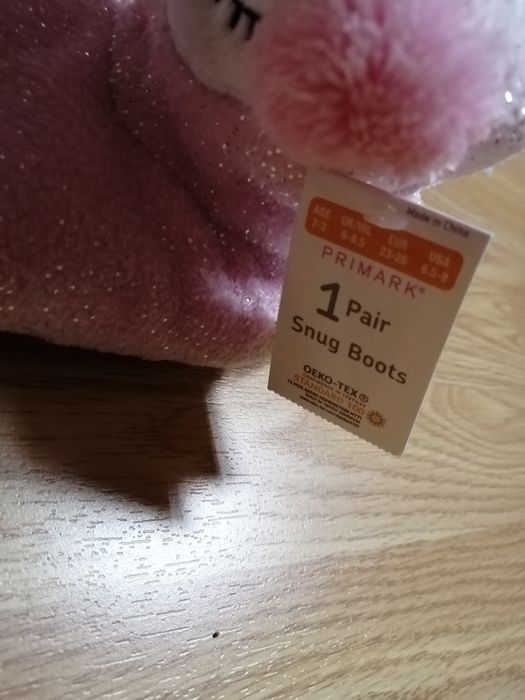 Made in China
AGE UK/IRL EUR USA
2-3 6-8.5 23-26 6.5-9
PRIMARK®
1 Pair
Snug Boots
OEKO-TEX®
STANDARD 100